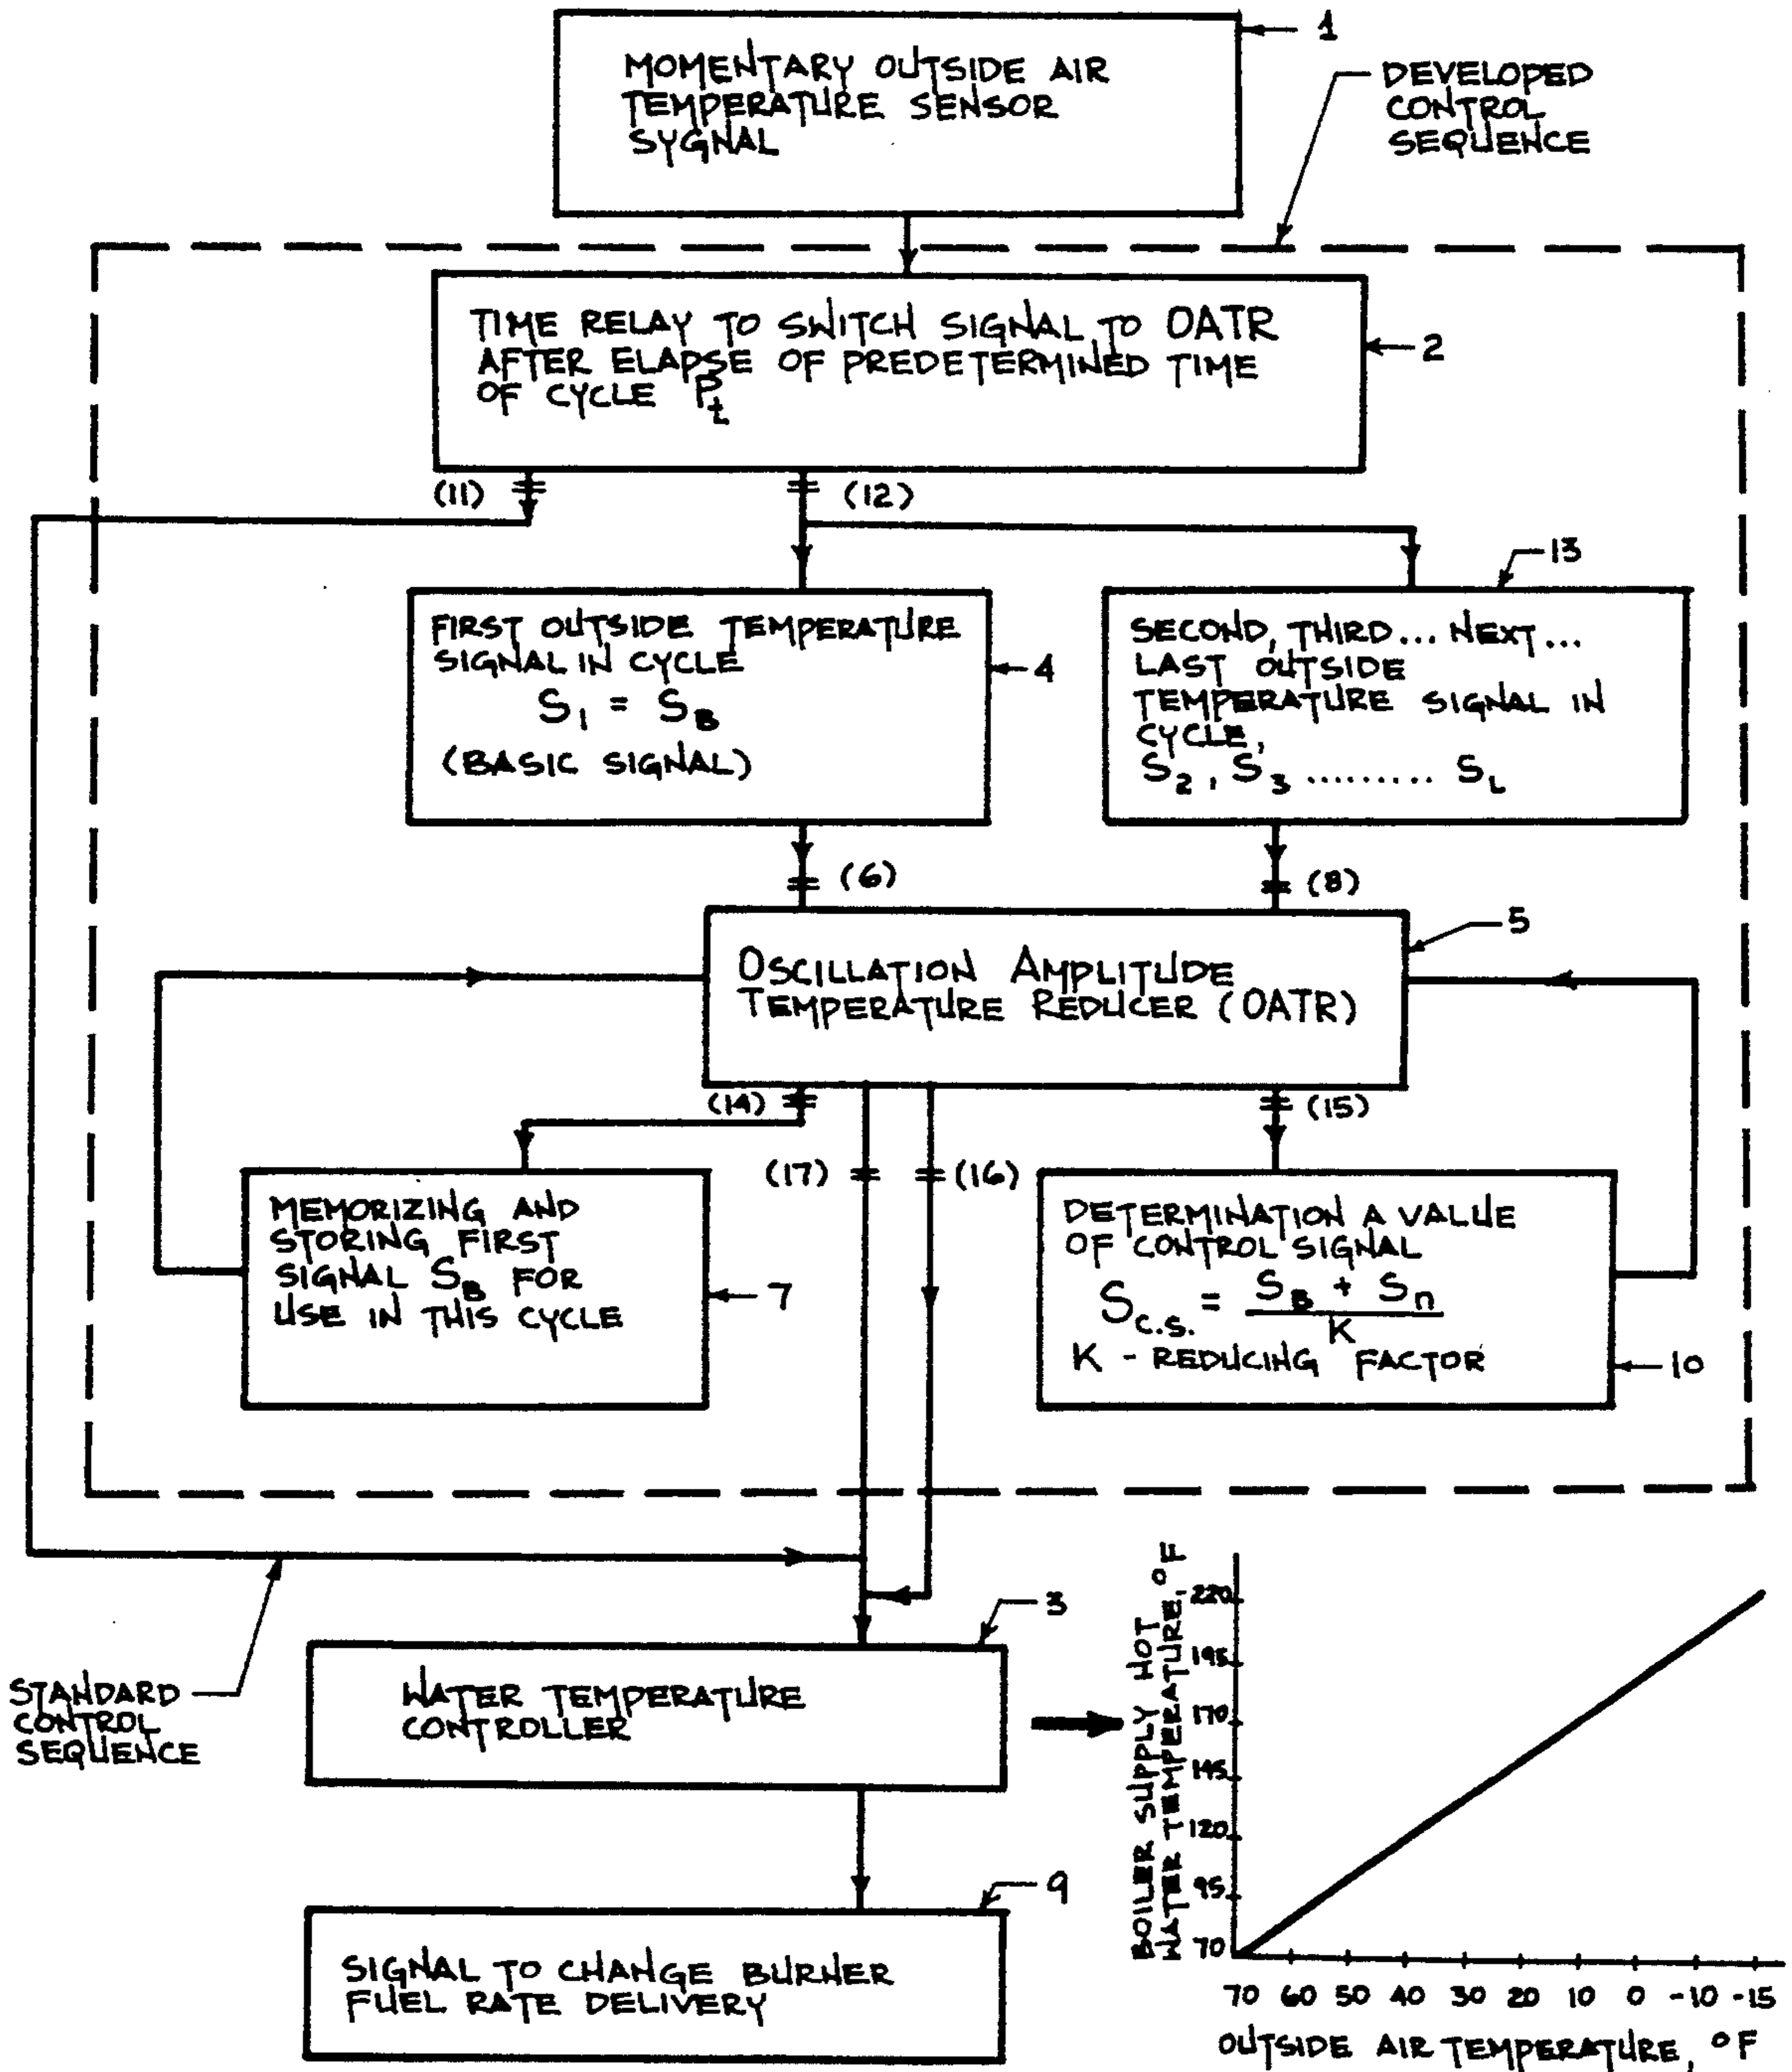 1
MOMENTARY OUTSIDE AIR
TEMPERATURE SENSOR
SYGNAL
DEVELOPED
CONTROL
SEQUENCE
TIME RELAY TO SWITCH SIGNAL TO OATR
AFTER ELAPSE OF PREDETERMINED TIME
OF CYCLE Pt
2
(11)
(12)
13
FIRST OUTSIDE TEMPERATURE
SIGNAL IN CYCLE
S1 = SB
(BASIC SIGNAL)
4
SECOND, THIRD... NEXT...
LAST OUTSIDE
TEMPERATURE SIGNAL IN
CYCLE,
S2, S3 ......... SL
(6)
(8)
5
OSCILLATION AMPLITUDE
TEMPERATURE REDUCER (OATR)
(14)
(15)
(17)
(16)
MEMORIZING AND
STORING FIRST
SIGNAL SB FOR
USE IN THIS CYCLE
7
DETERMINATION A VALUE
OF CONTROL SIGNAL
SC.S. = SB + Sn / K
K - REDUCING FACTOR
10
3
STANDARD
CONTROL
SEQUENCE
WATER TEMPERATURE
CONTROLLER
9
SIGNAL TO CHANGE BURNER
FUEL RATE DELIVERY
BOILER SUPPLY HOT
WATER TEMPERATURE, °F
220
195
170
145
120
95
70
70 60 50 40 30 20 10 0 -10 -15
OUTSIDE AIR TEMPERATURE, °F